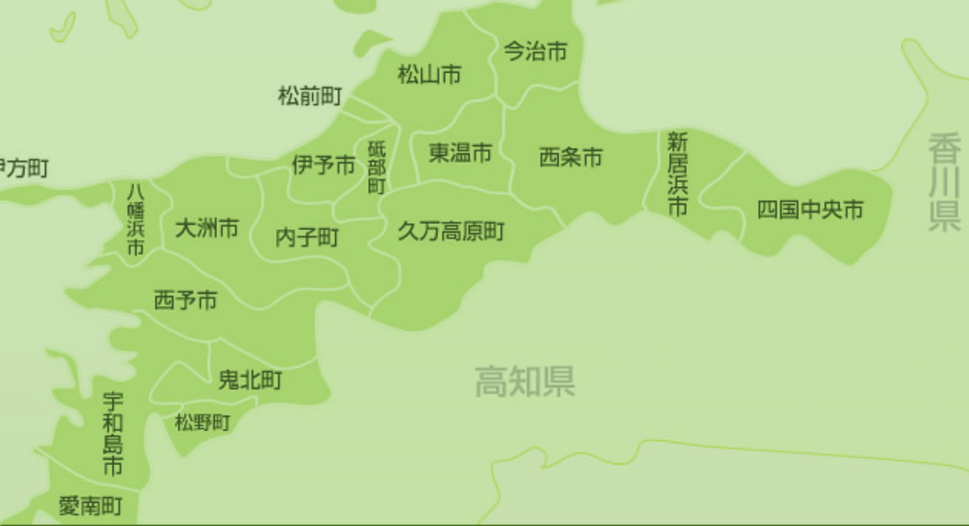 今治市
松山市
松前町
新居浜市
砥部町
東温市
西条市
香川県
伊予市
方町
八幡浜市
四国中央市
大洲市
内子町
久万高原町
西予市
鬼北町
高知県
宇和島市
松野町
愛南町